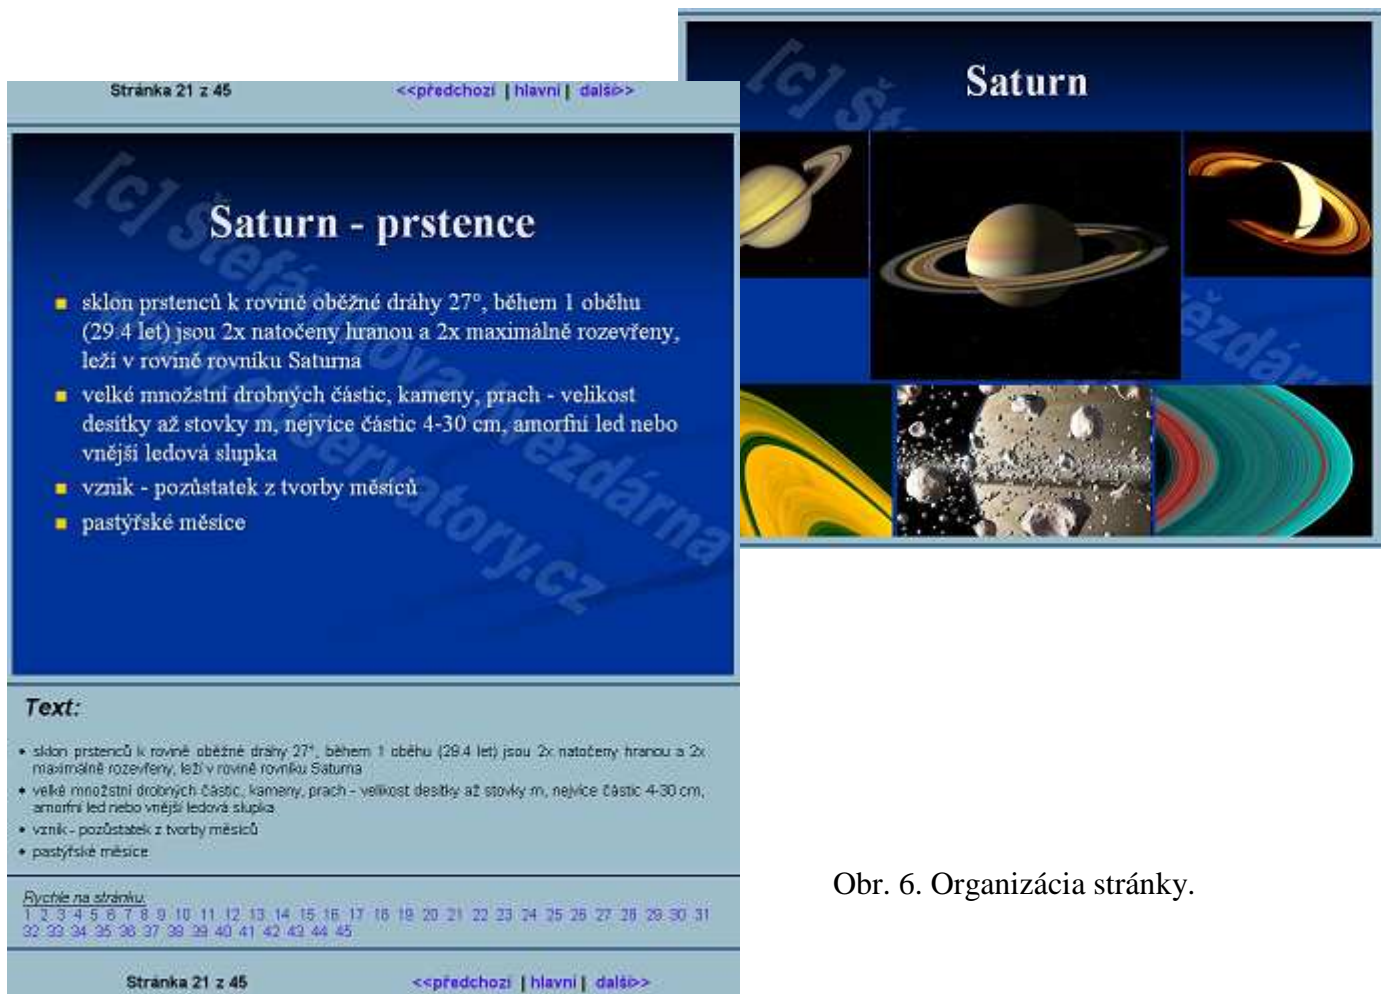 Saturn
Stránka 21 z 45 <<předchozí | hlavní | další>>
Saturn - prstence
sklon prstenců k rovině oběžné dráhy 27°, během 1 oběhu
(29.4 let) jsou 2x natočeny hranou a 2x maximálně rozevřeny,
leží v rovině rovníku Saturna
velké množstní drobných částic, kameny, prach - velikost
desítky až stovky m, nejvíce částic 4-30 cm, amorfní led nebo
vnější ledová slupka
vznik - pozůstatek z tvorby měsíců
pastýřské měsíce
[c] Štefánikova hvězdárna
observatory.cz
Text:
• sklon prstenců k rovině oběžné dráhy 27°, během 1 oběhu (29.4 let) jsou 2x natočeny hranou a 2x
maximálně rozevřeny, leží v rovině rovníku Saturna
• velké množstní drobných částic, kameny, prach - velikost desítky až stovky m, nejvíce částic 4-30 cm,
amorfní led nebo vnější ledová slupka
• vznik - pozůstatek z tvorby měsíců
• pastýřské měsíce
Rychle na stránku:
1 2 3 4 5 6 7 8 9 10 11 12 13 14 15 16 17 18 19 20 21 22 23 24 25 26 27 28 29 30 31
32 33 34 35 36 37 38 39 40 41 42 43 44 45
Stránka 21 z 45 <<předchozí | hlavní | další>>
Obr. 6. Organizácia stránky.